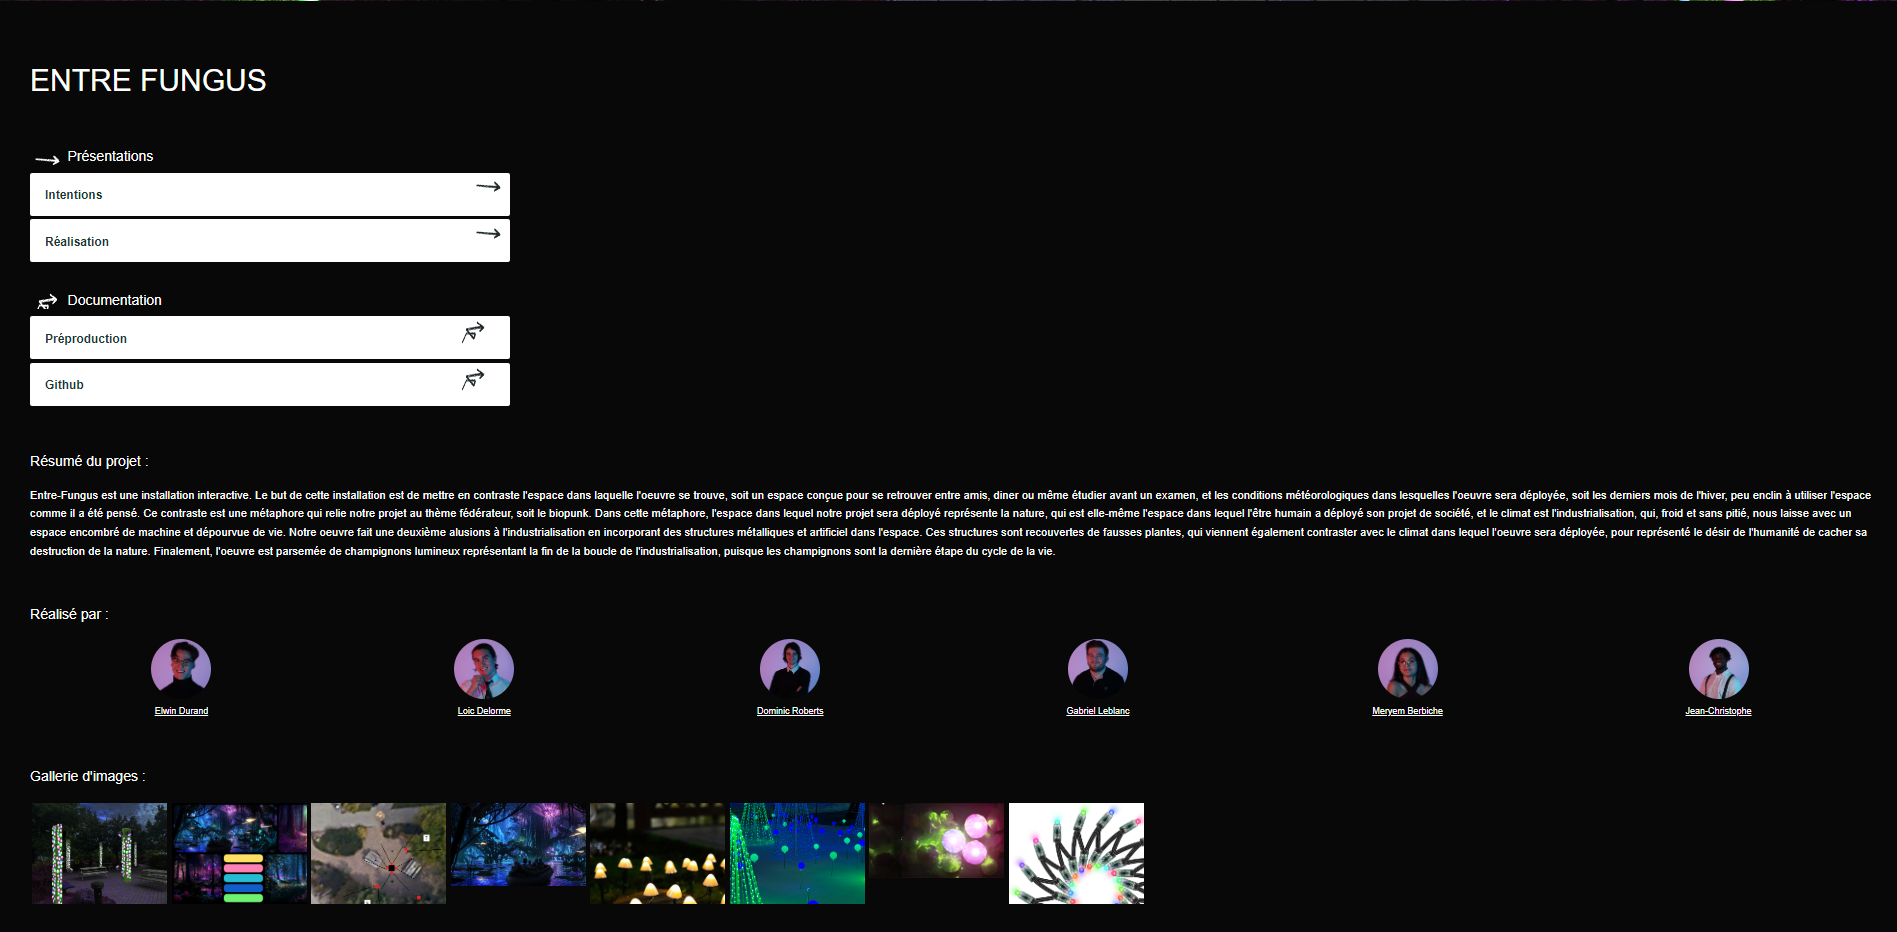 ENTRE FUNGUS
Présentations
Intentions
Réalisation
Documentation
Préproduction
Github
Résumé du projet :
Entre-Fungus est une installation interactive. Le but de cette installation est de mettre en contraste l'espace dans laquelle l'oeuvre se trouve, soit un espace conçue pour se retrouver entre amis, diner ou même étudier avant un examen, et les conditions météorologiques dans lesquelles l'oeuvre sera déployée, soit les derniers mois de l'hiver, peu enclin à utiliser l'espace
comme il a été pensé. Ce contraste est une métaphore qui relie notre projet au thème fédérateur, soit le biopunk. Dans cette métaphore, l'espace dans lequel notre projet sera déployé représente la nature, qui est elle-même l'espace dans lequel l'être humain a déployé son projet de société, et le climat est l'industrialisation, qui, froid et sans pitié, nous laisse avec un
espace encombré de machine et dépourvue de vie. Notre oeuvre fait une deuxième alusions à l'industrialisation en incorporant des structures métalliques et artificiel dans l'espace. Ces structures sont recouvertes de fausses plantes, qui viennent également contraster avec le climat dans lequel l'oeuvre sera déployée, pour représenté le désir de l'humanité de cacher sa
destruction de la nature. Finalement, l'oeuvre est parsemée de champignons lumineux représentant la fin de la boucle de l'industrialisation, puisque les champignons sont la dernière étape du cycle de la vie.
Réalisé par :
Elwin Durand
Loic Delorme
Dominic Roberts
Gabriel Leblanc
Meryem Berbiche
Jean-Christophe
Gallerie d'images :